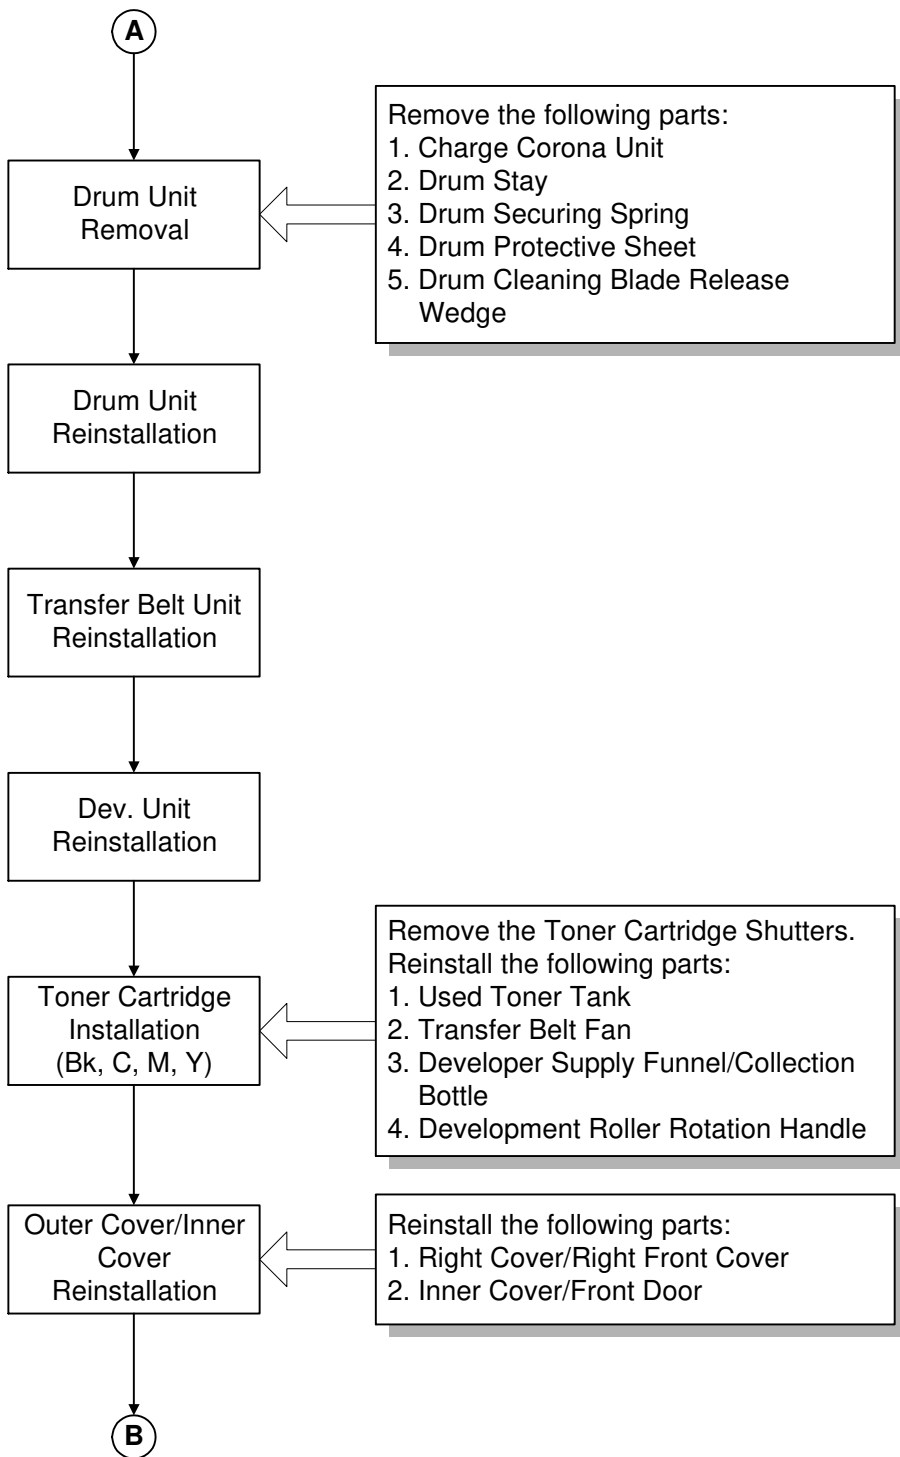 A
Drum Unit
Removal
Remove the following parts:
1. Charge Corona Unit
2. Drum Stay
3. Drum Securing Spring
4. Drum Protective Sheet
5. Drum Cleaning Blade Release
Wedge
Drum Unit
Reinstallation
Transfer Belt Unit
Reinstallation
Dev. Unit
Reinstallation
Toner Cartridge
Installation
(Bk, C, M, Y)
Remove the Toner Cartridge Shutters.
Reinstall the following parts:
1. Used Toner Tank
2. Transfer Belt Fan
3. Developer Supply Funnel/Collection
Bottle
4. Development Roller Rotation Handle
Outer Cover/Inner
Cover
Reinstallation
Reinstall the following parts:
1. Right Cover/Right Front Cover
2. Inner Cover/Front Door
B